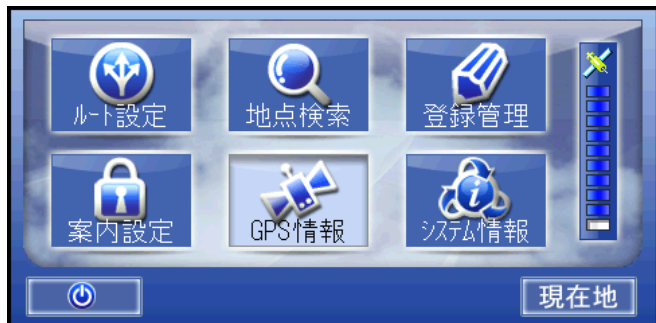 ルート設定
地点検索
登録管理
案内設定
GPS情報
システム情報
現在地